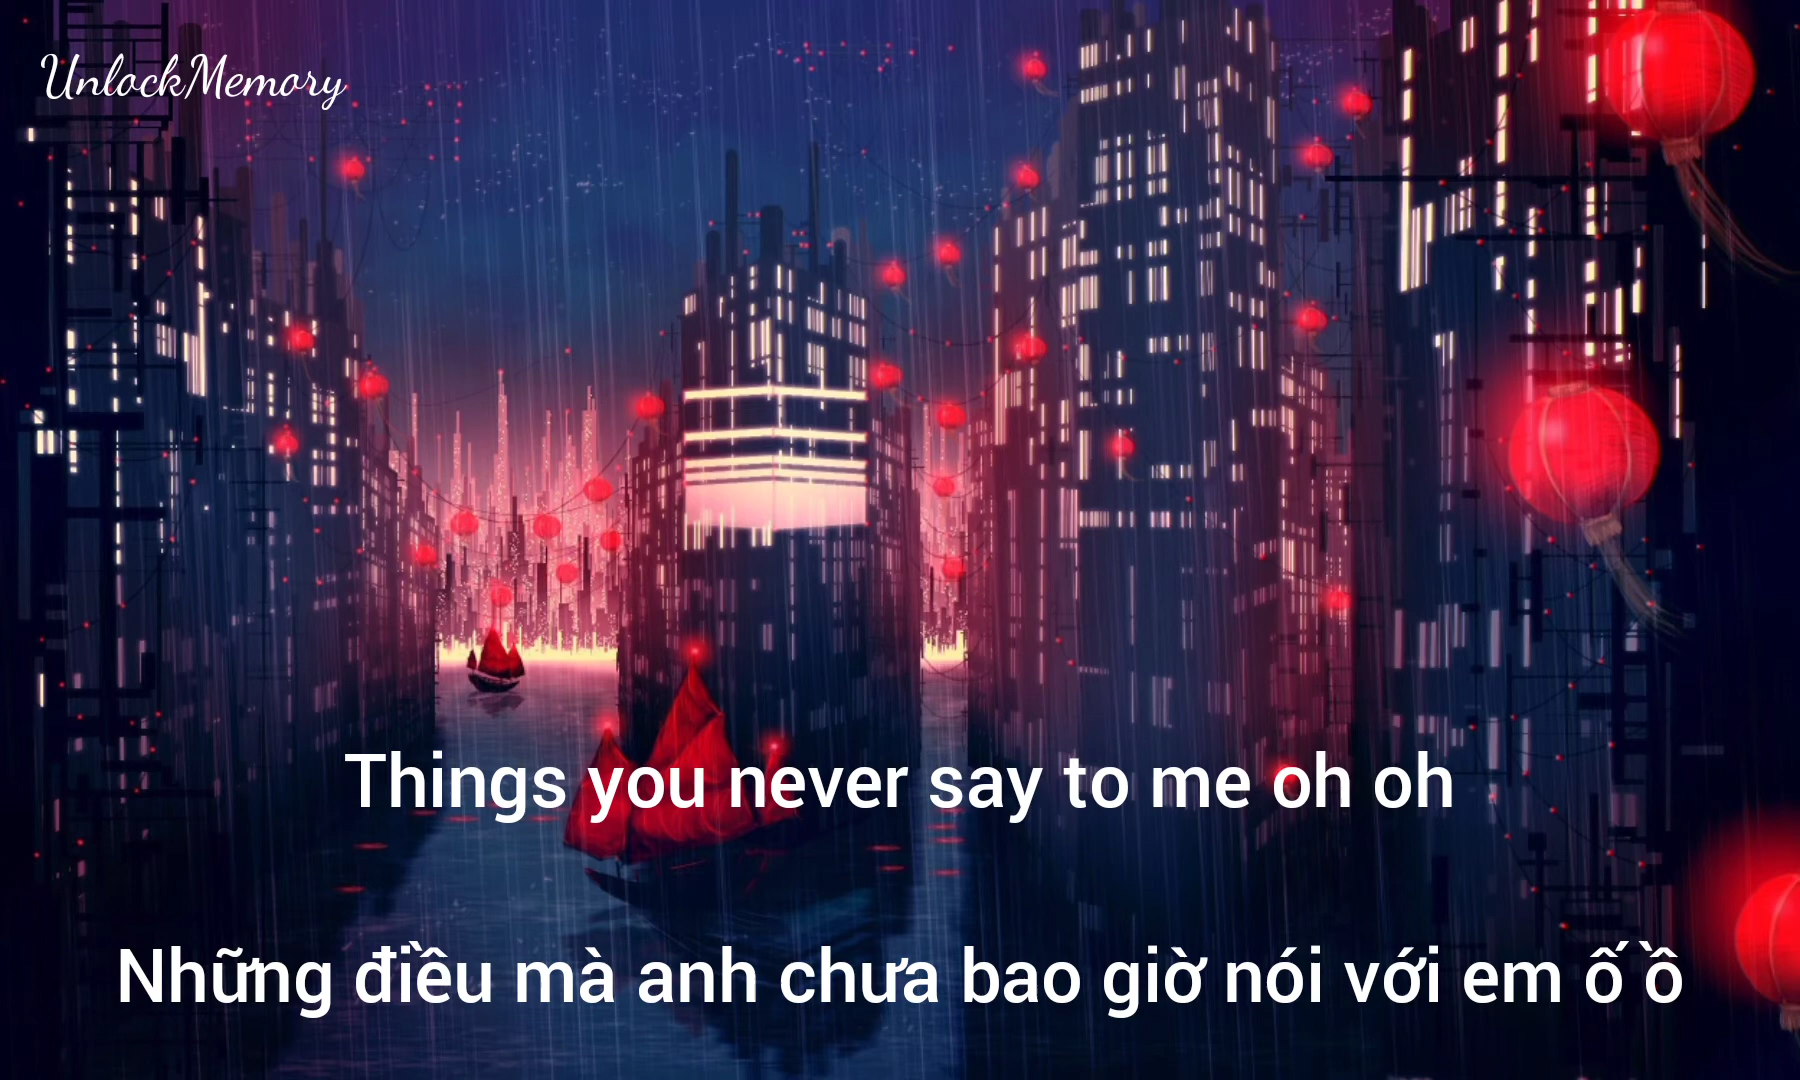 UnlockMemory
Things you never say to me oh oh
Những điều mà anh chưa bao giờ nói với em ố ồ